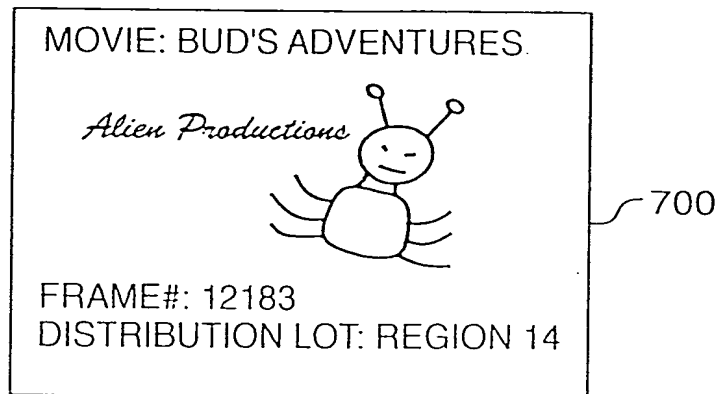 MOVIE: BUD'S ADVENTURES
Alien Productions
700
FRAME#: 12183
DISTRIBUTION LOT: REGION 14